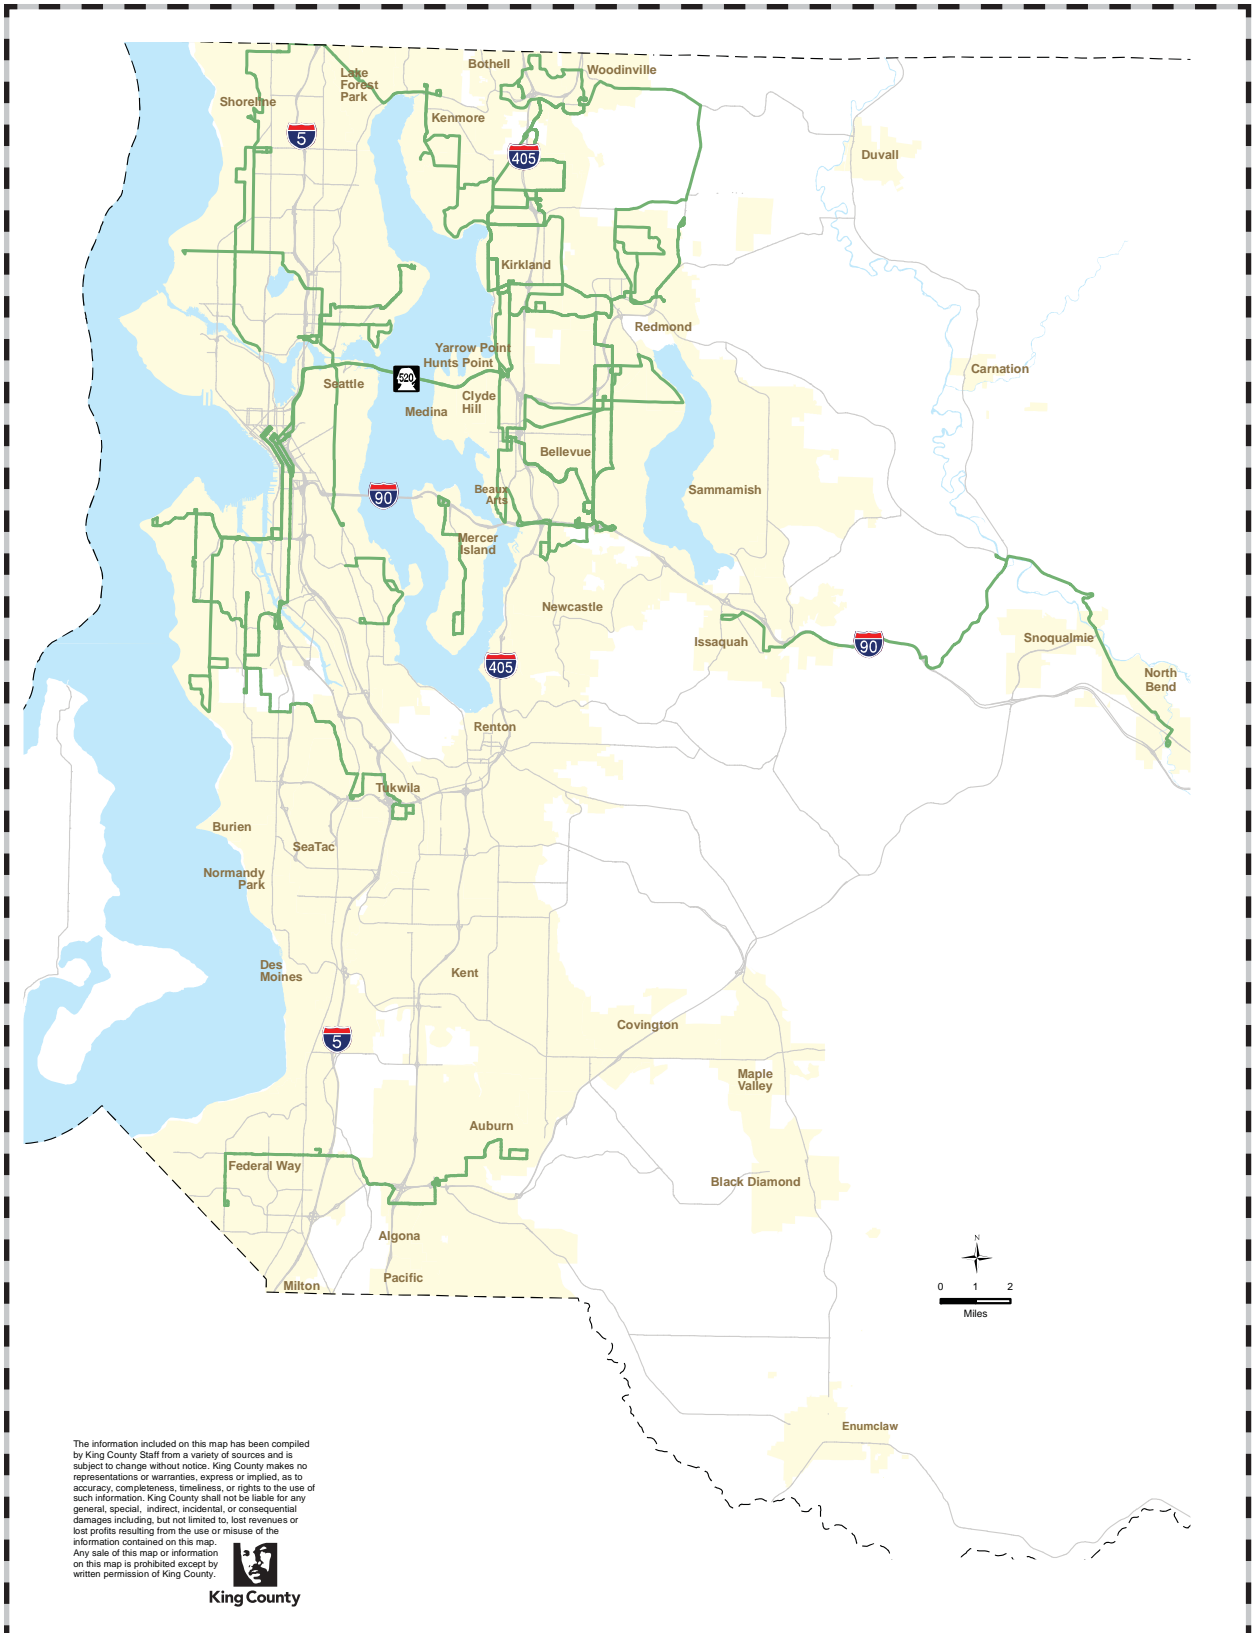 Bothell
Woodinville
Lake
Forest
Park
Shoreline
Kenmore
5
405
Duvall
Kirkland
Redmond
Yarrow Point
Hunts Point
Carnation
520
Seattle
Clyde
Hill
Medina
Bellevue
90
Beaux
Arts
Sammamish
Mercer
Island
Newcastle
Issaquah
90
Snoqualmie
405
North
Bend
Renton
Tukwila
Burien
SeaTac
Normandy
Park
Des
Moines
Kent
Covington
5
Maple
Valley
Auburn
Federal Way
Black Diamond
Algona
N
Pacific
Milton
0 1 2
Miles
Enumclaw
The information included on this map has been compiled
by King County Staff from a variety of sources and is
subject to change without notice. King County makes no
representations or warranties, express or implied, as to
accuracy, completeness, timeliness, or rights to the use of
such information. King County shall not be liable for any
general, special, indirect, incidental, or consequential
damages including, but not limited to, lost revenues or
lost profits resulting from the use or misuse of the
information contained on this map.
Any sale of this map or information
on this map is prohibited except by
written permission of King County.
King County